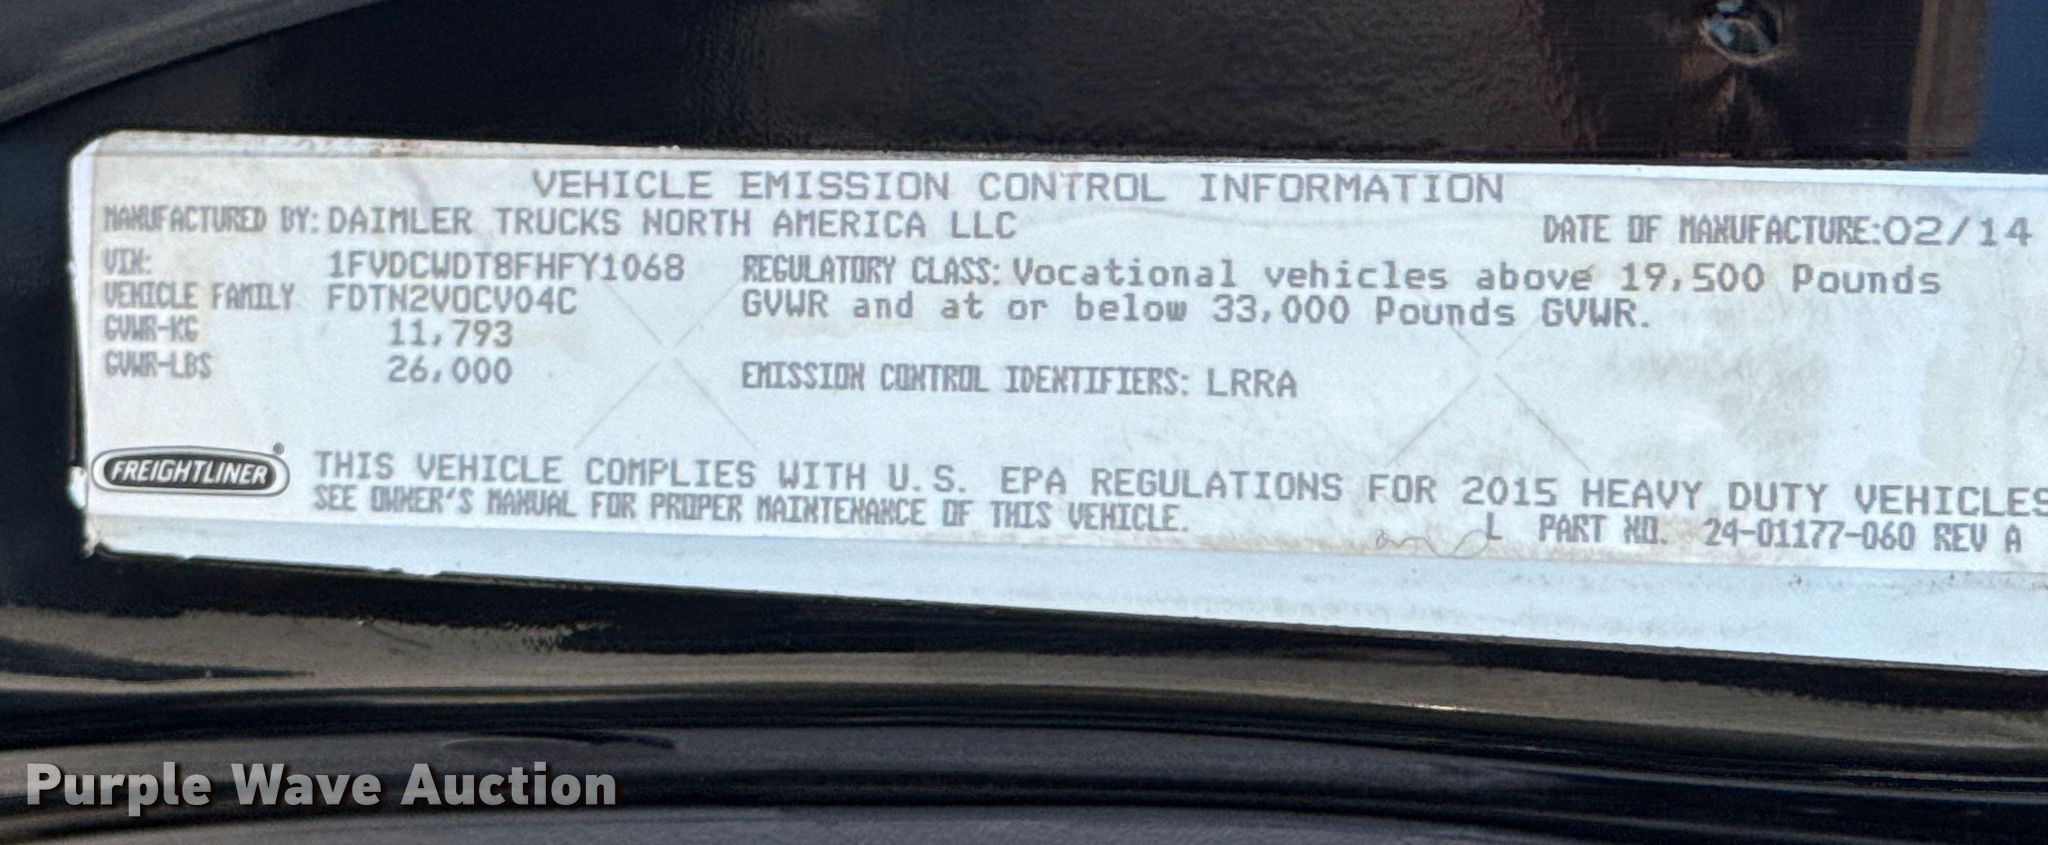 VEHICLE EMISSION CONTROL INFORMATION
MANUFACTURED BY: DAIMLER TRUCKS NORTH AMERICA LLC DATE OF MANUFACTURE: 02/14
VIN: 1FVDCWDT8FHFY1068 REGULATORY CLASS: Vocational vehicles above 19,500 Pounds
VEHICLE FAMILY FDTN2VOCV04C GVWR and at or below 33,000 Pounds GVWR.
GVWR-KG 11,793
GVWR-LBS 26,000 EMISSION CONTROL IDENTIFIERS: LRRA
FREIGHTLINER® THIS VEHICLE COMPLIES WITH U.S. EPA REGULATIONS FOR 2015 HEAVY DUTY VEHICLES
SEE OWNER'S MANUAL FOR PROPER MAINTENANCE OF THIS VEHICLE. L PART NO. 24-01177-060 REV A
Purple Wave Auction